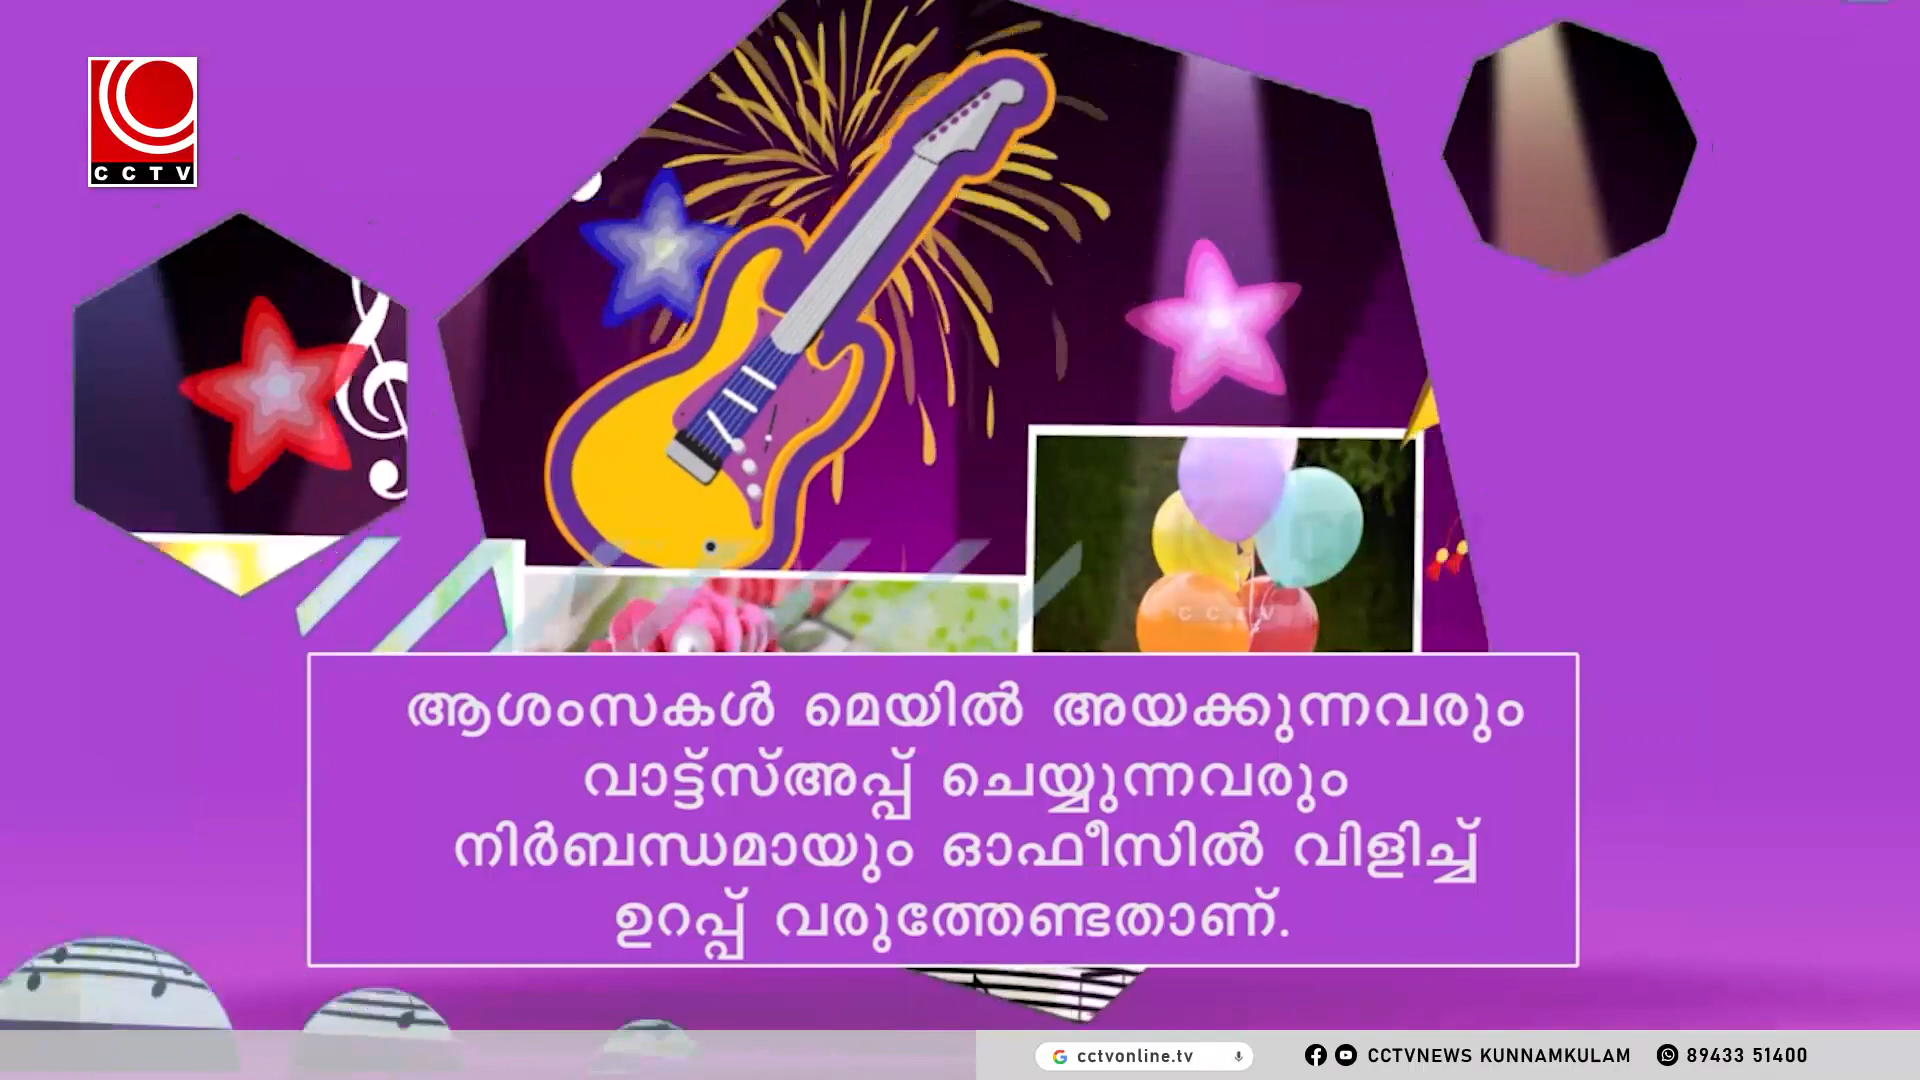 CCTV
CCTV
ആശംസകൾ മെയിൽ അയക്കുന്നവരും
വാട്ട്സ്അപ്പ് ചെയ്യുന്നവരും
നിർബന്ധമായും ഓഫീസിൽ വിളിച്ച്
ഉറപ്പ് വരുത്തേണ്ടതാണ്.
cctvonline.tv
CCTVNEWS KUNNAMKULAM
89433 51400